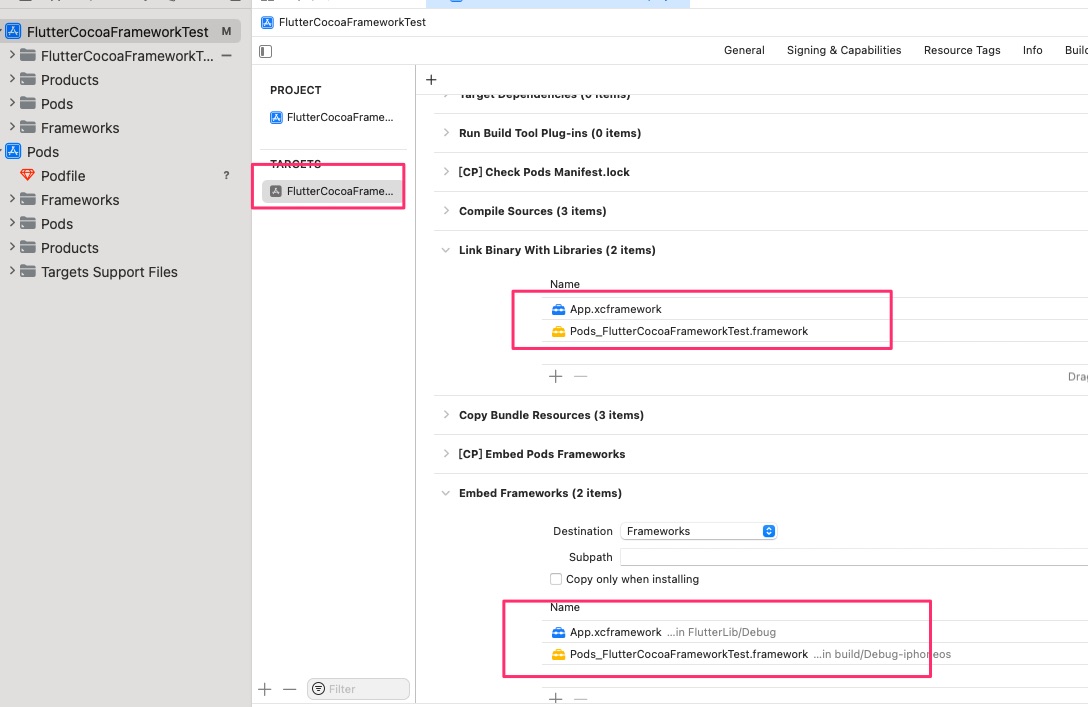 FlutterCocoaFrameworkTest M
FlutterCocoaFrameworkT... —
Products
Pods
Frameworks
Pods
Podfile ?
Frameworks
Pods
Products
Targets Support Files
FlutterCocoaFrameworkTest
General Signing & Capabilities Resource Tags Info
PROJECT
FlutterCocoaFrame...
TARGETS
FlutterCocoaFrame...
Filter
Target Dependencies (0 items)
Run Build Tool Plug-ins (0 items)
[CP] Check Pods Manifest.lock
Compile Sources (3 items)
Link Binary With Libraries (2 items)
Name
App.xcframework
Pods_FlutterCocoaFrameworkTest.framework
Copy Bundle Resources (3 items)
[CP] Embed Pods Frameworks
Embed Frameworks (2 items)
Destination Frameworks
Subpath
Copy only when installing
Name
App.xcframework ...in FlutterLib/Debug
Pods_FlutterCocoaFrameworkTest.framework ...in build/Debug-iphoneos